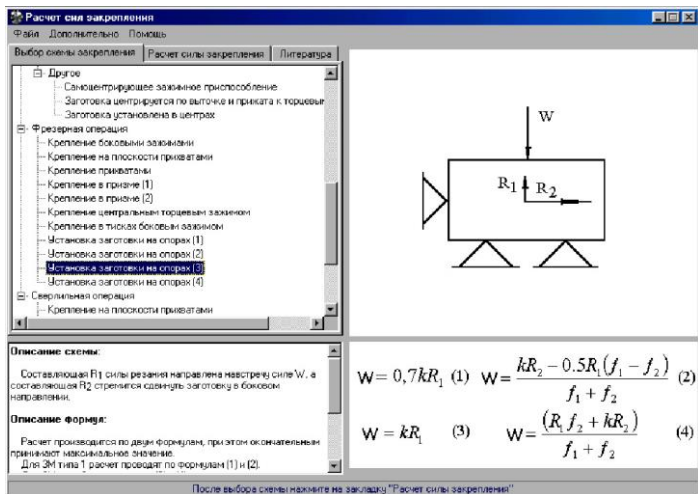 Расчет сил закрепления
Файл Дополнительно Помощь
Выбор схемы закрепления Расчет силы закрепления Литература
Другое
Самоцентрирующее зажимное приспособление
Заготовка центрируется по выточке и прижата к торцевым
Заготовка установлена в центрах
Фрезерная операция
Крепление боковыми зажимами
Крепление на плоскости прихватами
Крепление прихватами
Крепление в призме (1)
Крепление в призме (2)
Крепление центральным торцевым зажимом
Крепление в тисках боковым зажимом
Установка заготовки на опорах (1)
Установка заготовки на опорах (2)
Установка заготовки на опорах (3)
Установка заготовки на опорах (4)
Сверлильная операция
Крепление на плоскости прихватами
W
R₁ R₂
Описание схемы:
Составляющая R1 силы резания направлена навстречу силе W, а
составляющая R2 стремится сдвинуть заготовку в боковом
направлении.
Описание формул:
Расчет производится по двум формулам, при этом окончательным
принимают максимальное значение.
Для ЗМ типа 1 расчет проводят по формулам (1) и (2).
W = 0,7kR₁ (1) W = (kR₂ − 0.5R₁(f₁ − f₂)) / (f₁ + f₂) (2)
W = kR₁ (3) W = (R₁f₂ + kR₂) / (f₁ + f₂) (4)
После выбора схемы нажмите на закладку "Расчет силы закрепления"